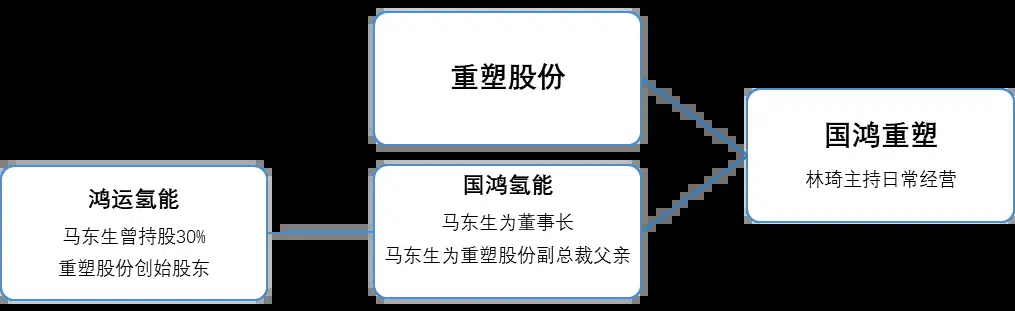 重塑股份
国鸿重塑
林琦主持日常经营
鸿运氢能
马东生曾持股30%
重塑股份创始股东
国鸿氢能
马东生为董事长
马东生为重塑股份副总裁父亲